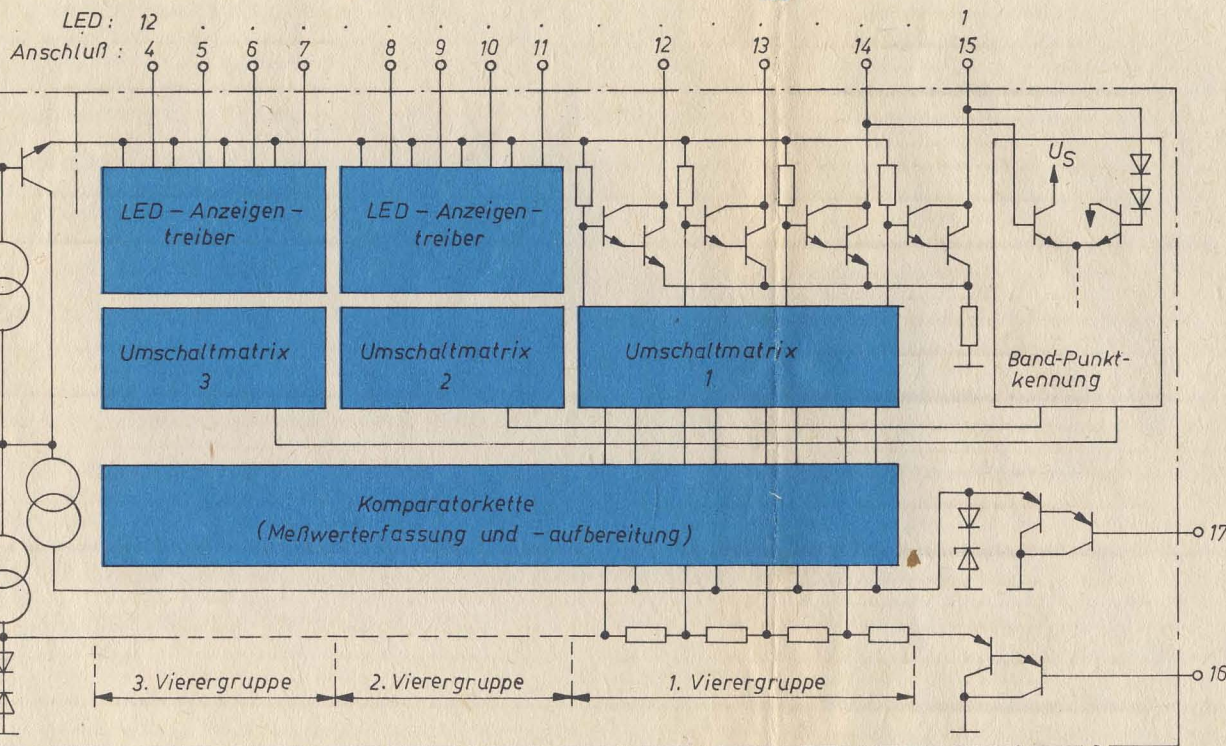 LED: 12 . . . . . . . . . . 1
Anschluß: 4 5 6 7 8 9 10 11 12 13 14 15
U_S
LED-Anzeigen-
treiber
LED-Anzeigen-
treiber
Umschaltmatrix
3
Umschaltmatrix
2
Umschaltmatrix
1
Band-Punkt-
kennung
Komparatorkette
(Meßwerterfassung und -aufbereitung)
17
16
3. Vierergruppe
2. Vierergruppe
1. Vierergruppe